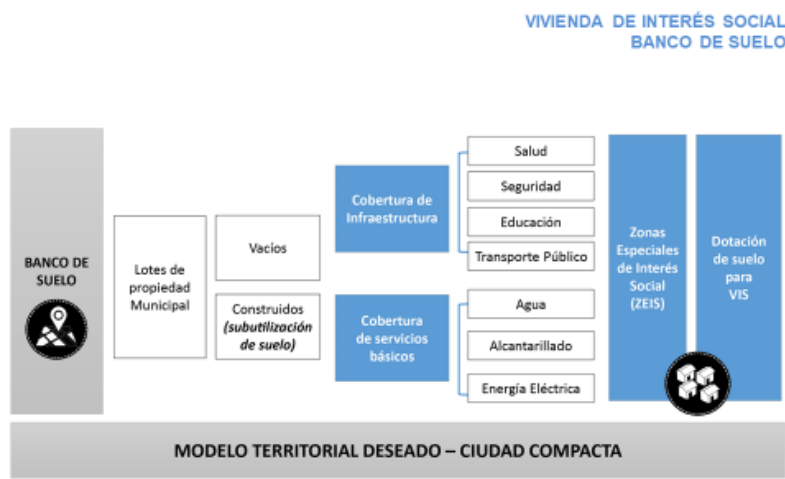 VIVIENDA DE INTERÉS SOCIAL
BANCO DE SUELO
BANCO DE
SUELO
Lotes de
propiedad
Municipal
Vacíos
Construidos
(subutilización
de suelo)
Cobertura de
Infraestructura
Cobertura
de servicios
básicos
Salud
Seguridad
Educación
Transporte Público
Agua
Alcantarillado
Energía Eléctrica
Zonas
Especiales
de Interés
Social
(ZEIS)
Dotación
de suelo
para
VIS
MODELO TERRITORIAL DESEADO – CIUDAD COMPACTA